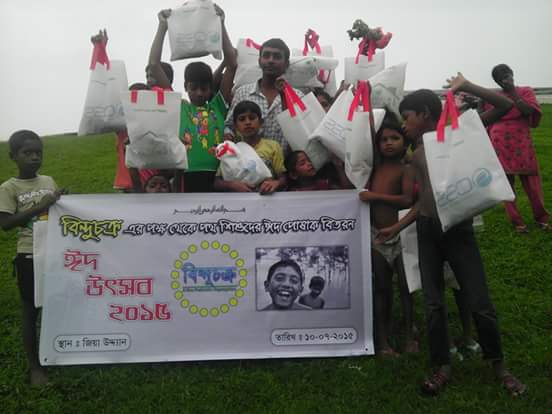 বিন্দুচক্র এর পক্ষ থেকে পথ শিশুদের ঈদ পোষাক বিতরন
ঈদ
উৎসব
২০১৫
বিন্দুচক্র
স্থান : জিয়া উদ্দ্যান
তারিখ : ১০-০৭-২০১৫